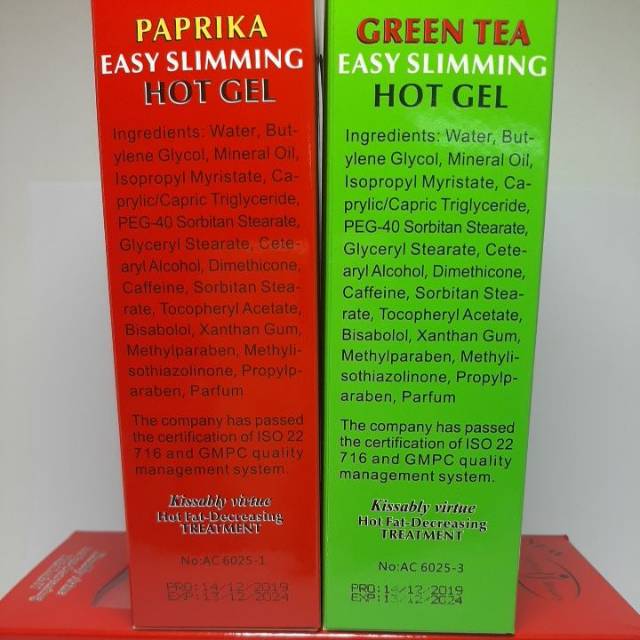 PAPRIKA
EASY SLIMMING
HOT GEL
Ingredients: Water, But-
ylene Glycol, Mineral Oil,
Isopropyl Myristate, Ca-
prylic/Capric Triglyceride,
PEG-40 Sorbitan Stearate,
Glyceryl Stearate, Cete-
aryl Alcohol, Dimethicone,
Caffeine, Sorbitan Stea-
rate, Tocopheryl Acetate,
Bisabolol, Xanthan Gum,
Methylparaben, Methyli-
sothiazolinone, Propylp-
araben, Parfum
The company has passed
the certification of ISO 22
716 and GMPC quality
management system.
Kissably virtue
Hot Fat-Decreasing
TREATMENT
No:AC 6025-1
PRO:14/12/2019
EXP:13/12/2024
GREEN TEA
EASY SLIMMING
HOT GEL
Ingredients: Water, But-
ylene Glycol, Mineral Oil,
Isopropyl Myristate, Ca-
prylic/Capric Triglyceride,
PEG-40 Sorbitan Stearate,
Glyceryl Stearate, Cete-
aryl Alcohol, Dimethicone,
Caffeine, Sorbitan Stea-
rate, Tocopheryl Acetate,
Bisabolol, Xanthan Gum,
Methylparaben, Methyli-
sothiazolinone, Propylp-
araben, Parfum
The company has passed
the certification of ISO 22
716 and GMPC quality
management system.
Kissably virtue
Hot Fat-Decreasing
TREATMENT
No:AC 6025-3
PRO:14/12/2019
EXP:13/12/2024